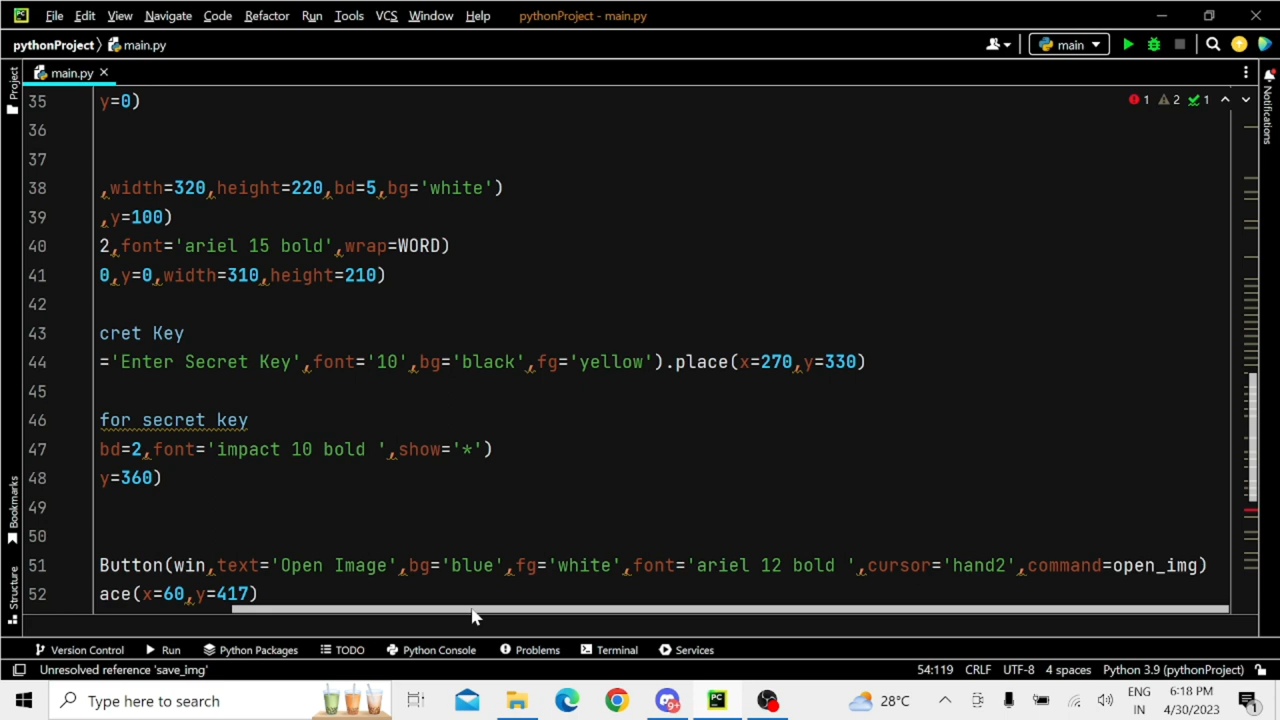 File Edit View Navigate Code Refactor Run Tools VCS Window Help pythonProject - main.py
pythonProject main.py main
main.py
Project
Notifications
Bookmarks
Structure
1 2 1
35 y=0)
36
37
38 ,width=320,height=220,bd=5,bg='white')
39 ,y=100)
40 2,font='ariel 15 bold',wrap=WORD)
41 0,y=0,width=310,height=210)
42
43 cret Key
44 ='Enter Secret Key',font='10',bg='black',fg='yellow').place(x=270,y=330)
45
46 for secret key
47 bd=2,font='impact 10 bold ',show='*')
48 y=360)
49
50
51 Button(win,text='Open Image',bg='blue',fg='white',font='ariel 12 bold ',cursor='hand2',command=open_img)
52 ace(x=60,y=417)
Version Control Run Python Packages TODO Python Console Problems Terminal Services
Unresolved reference 'save_img' 54:119 CRLF UTF-8 4 spaces Python 3.9 (pythonProject)
Type here to search 9+ PC 28°C ENG IN 6:18 PM 4/30/2023 1